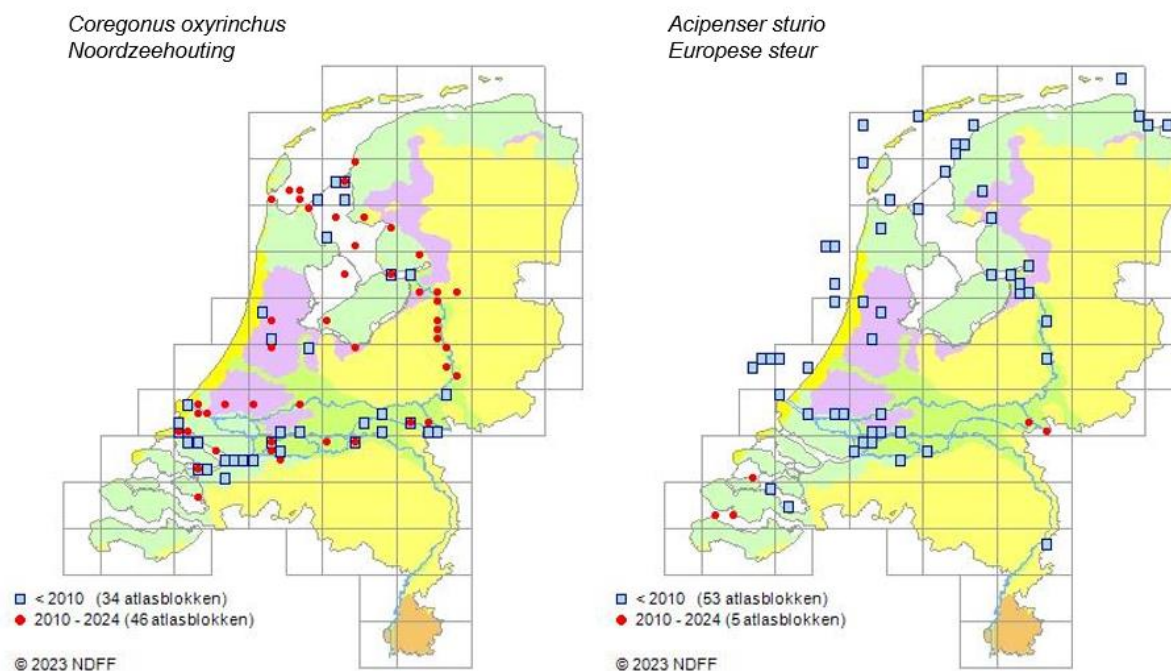 Coregonus oxyrinchus
Noordzeehouting
< 2010 (34 atlasblokken)
2010 - 2024 (46 atlasblokken)
© 2023 NDFF
Acipenser sturio
Europese steur
< 2010 (53 atlasblokken)
2010 - 2024 (5 atlasblokken)
© 2023 NDFF